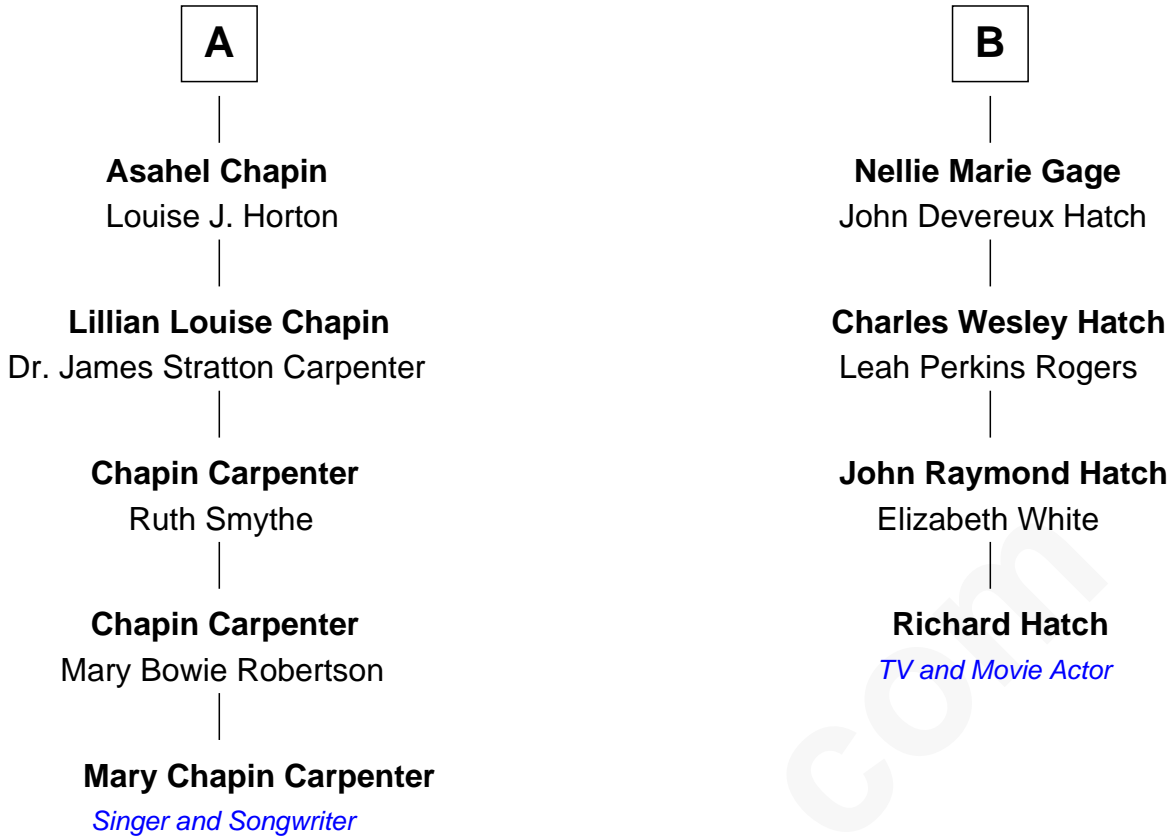 A
Asahel Chapin
Louise J. Horton
Lillian Louise Chapin
Dr. James Stratton Carpenter
Chapin Carpenter
Ruth Smythe
Chapin Carpenter
Mary Bowie Robertson
Mary Chapin Carpenter
Singer and Songwriter
B
Nellie Marie Gage
John Devereux Hatch
Charles Wesley Hatch
Leah Perkins Rogers
John Raymond Hatch
Elizabeth White
Richard Hatch
TV and Movie Actor
com